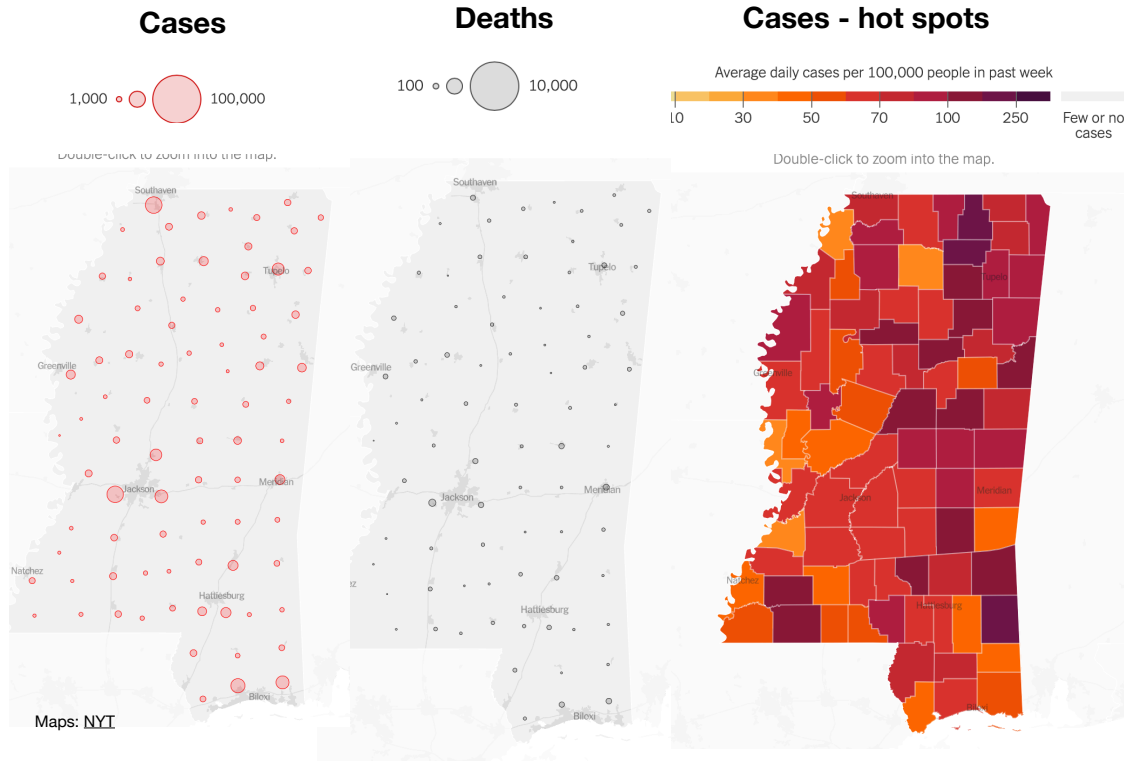 Cases
Deaths
Cases - hot spots
1,000
100,000
100
10,000
Average daily cases per 100,000 people in past week
10
30
50
70
100
250
Few or no
cases
Double-click to zoom into the map.
Southaven
Tupelo
Greenville
Jackson
Meridian
Natchez
Hattiesburg
Biloxi
Maps: NYT
Southaven
Tupelo
Greenville
Jackson
Meridian
ez
Hattiesburg
Biloxi
Double-click to zoom into the map.
Southaven
Tupelo
Greenville
Jackson
Meridian
Natchez
Hattiesburg
Biloxi